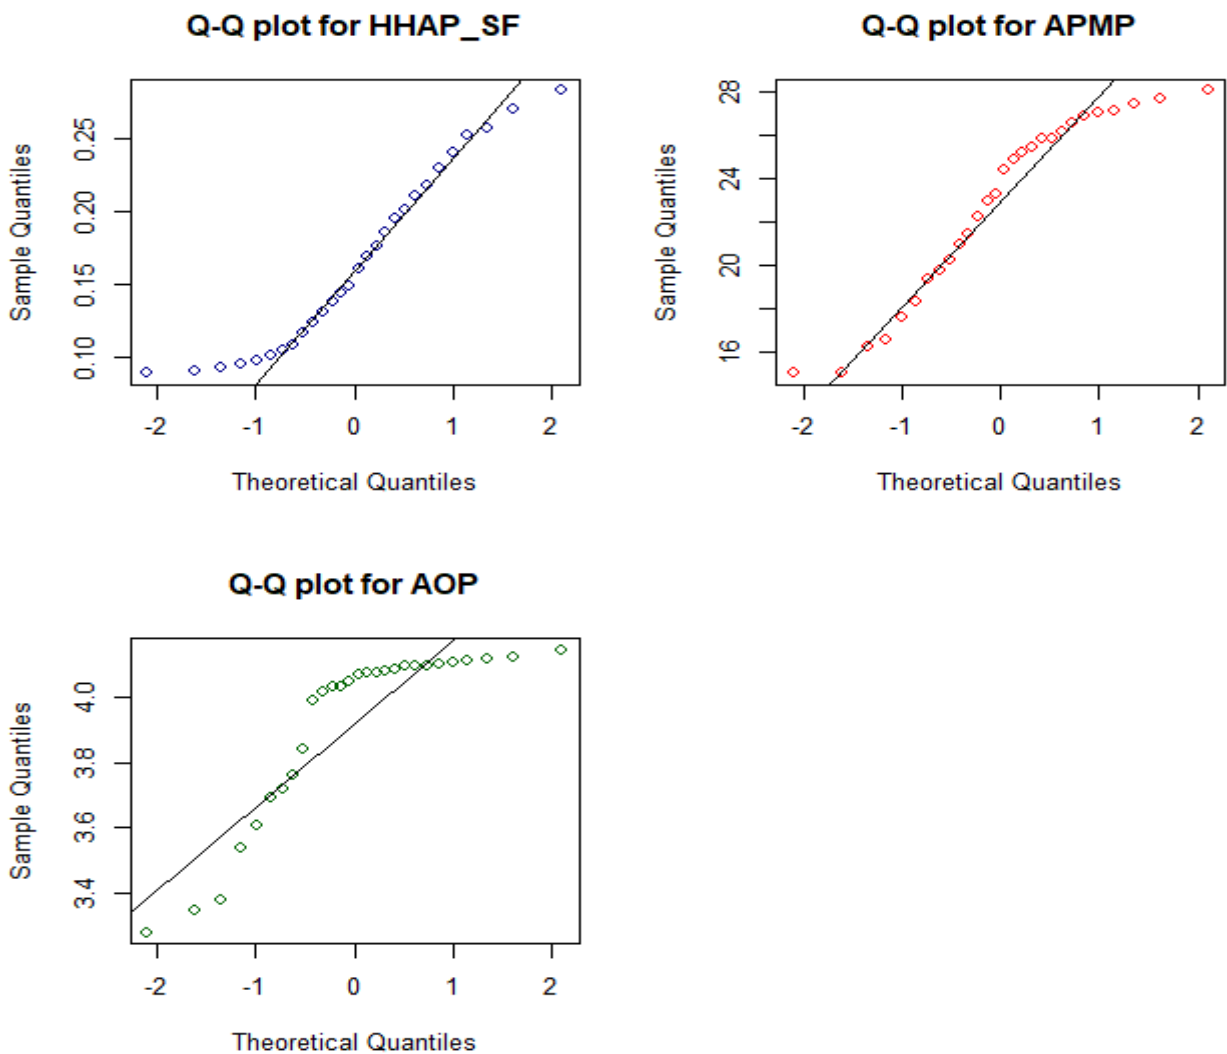 Q-Q plot for HHAP_SF
Sample Quantiles
0.25
0.20
0.15
0.10
-2 -1 0 1 2
Theoretical Quantiles
Q-Q plot for APMP
Sample Quantiles
28
24
20
16
-2 -1 0 1 2
Theoretical Quantiles
Q-Q plot for AOP
Sample Quantiles
4.0
3.8
3.6
3.4
-2 -1 0 1 2
Theoretical Quantiles